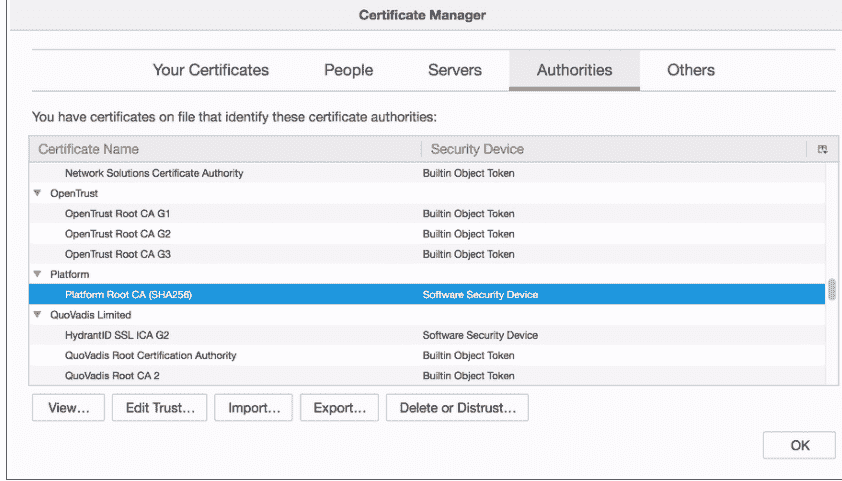 Certificate Manager
Your Certificates People Servers Authorities Others
You have certificates on file that identify these certificate authorities:
Certificate Name Security Device
Network Solutions Certificate Authority Builtin Object Token
OpenTrust
OpenTrust Root CA G1 Builtin Object Token
OpenTrust Root CA G2 Builtin Object Token
OpenTrust Root CA G3 Builtin Object Token
Platform
Platform Root CA (SHA256) Software Security Device
QuoVadis Limited
HydrantID SSL ICA G2 Software Security Device
QuoVadis Root Certification Authority Builtin Object Token
QuoVadis Root CA 2 Builtin Object Token
View... Edit Trust... Import... Export... Delete or Distrust...
OK